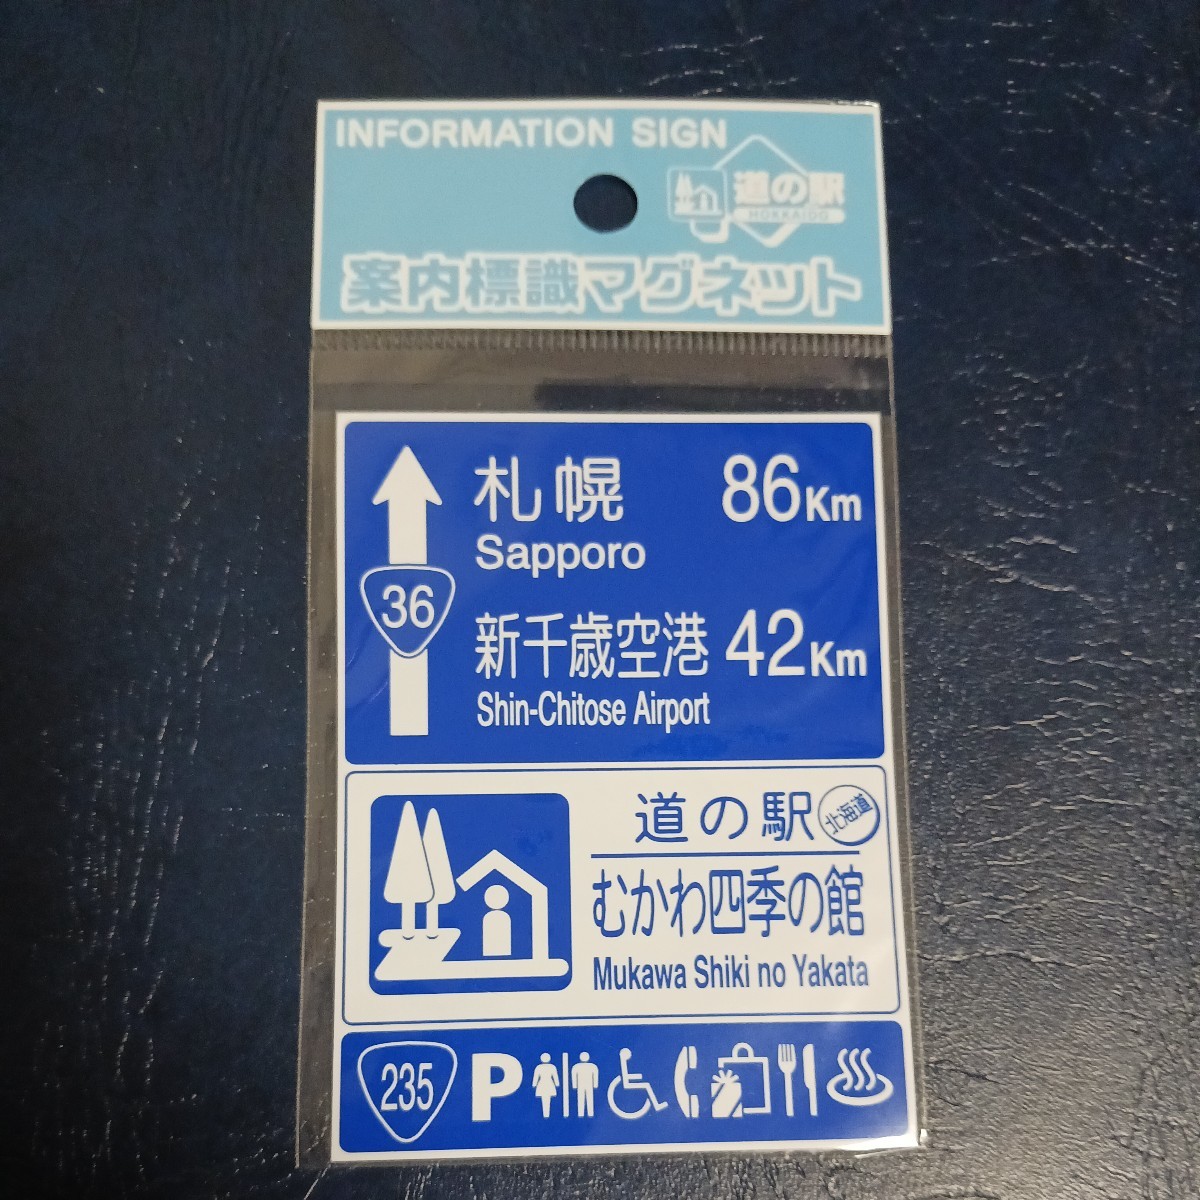 INFORMATION SIGN
道の駅
HOKKAIDO
案内標識マグネット
札幌 86Km
Sapporo
36
新千歳空港 42Km
Shin-Chitose Airport
道の駅 北海道
むかわ四季の館
Mukawa Shiki no Yakata
235 P